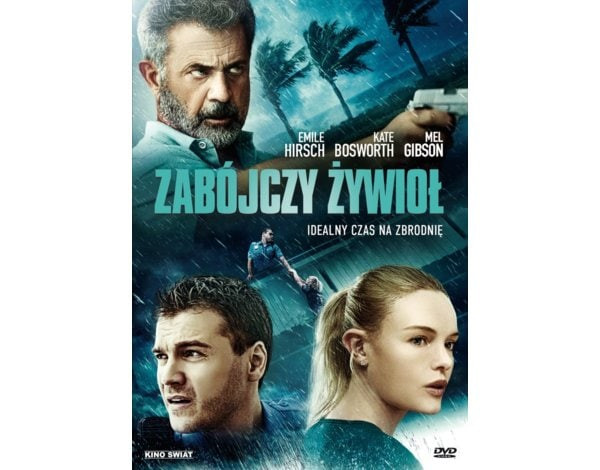 EMILE HIRSCH
KATE BOSWORTH
MEL GIBSON
ZABÓJCZY ŻYWIOŁ
IDEALNY CZAS NA ZBRODNIĘ
KINO ŚWIAT
DVD